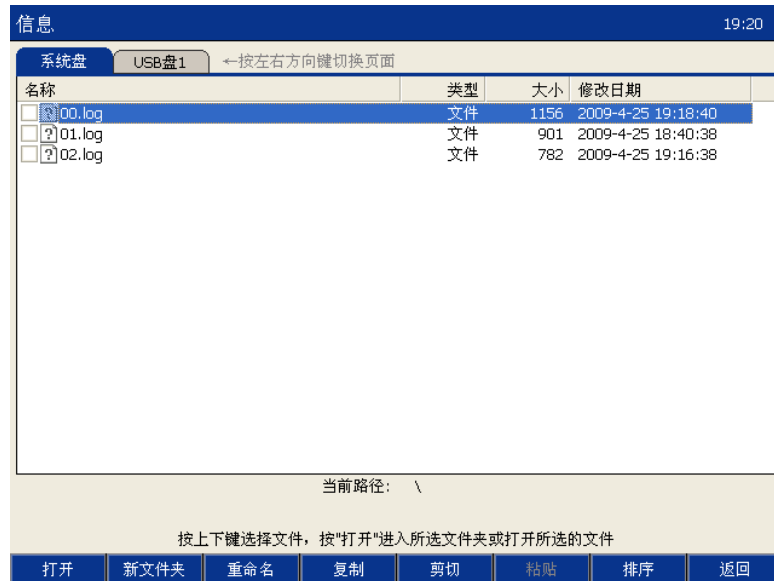 信息 19:20
系统盘 USB盘1 ←按左右方向键切换页面
名称 类型 大小 修改日期
00.log 文件 1156 2009-4-25 19:18:40
01.log 文件 901 2009-4-25 18:40:38
02.log 文件 782 2009-4-25 19:16:38
当前路径: \
按上下键选择文件，按"打开"进入所选文件夹或打开所选的文件
打开 新文件夹 重命名 复制 剪切 粘贴 排序 返回